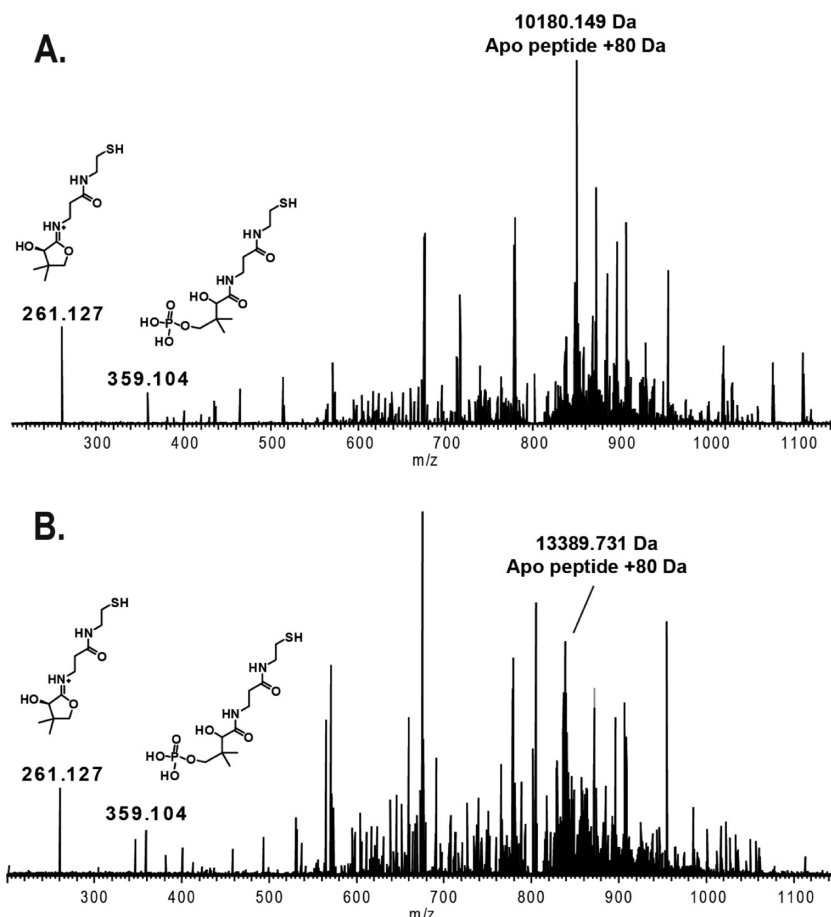 A.
10180.149 Da
Apo peptide +80 Da
SH
HN
O
HN+
HO
O
261.127
SH
HN
O
HN
HO
O
O
HO-P-O
HO
359.104
300 400 500 600 700 800 900 1000 1100
m/z
B.
13389.731 Da
Apo peptide +80 Da
SH
HN
O
HN+
HO
O
261.127
SH
HN
O
HN
HO
O
O
HO-P-O
HO
359.104
300 400 500 600 700 800 900 1000 1100
m/z